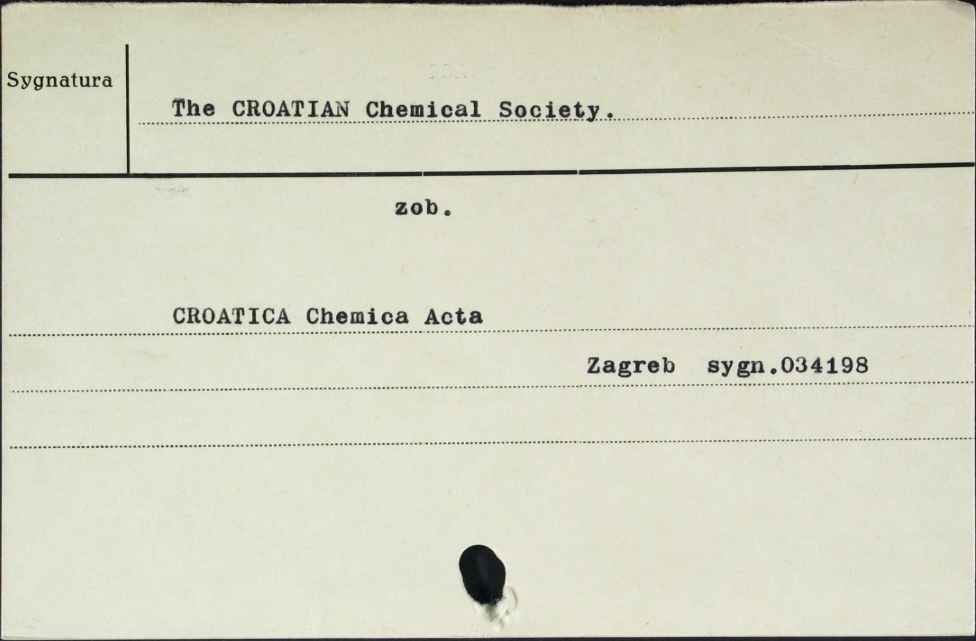 Sygnatura
The CROATIAN Chemical Society.
zob.
CROATICA Chemica Acta
Zagreb sygn.034198